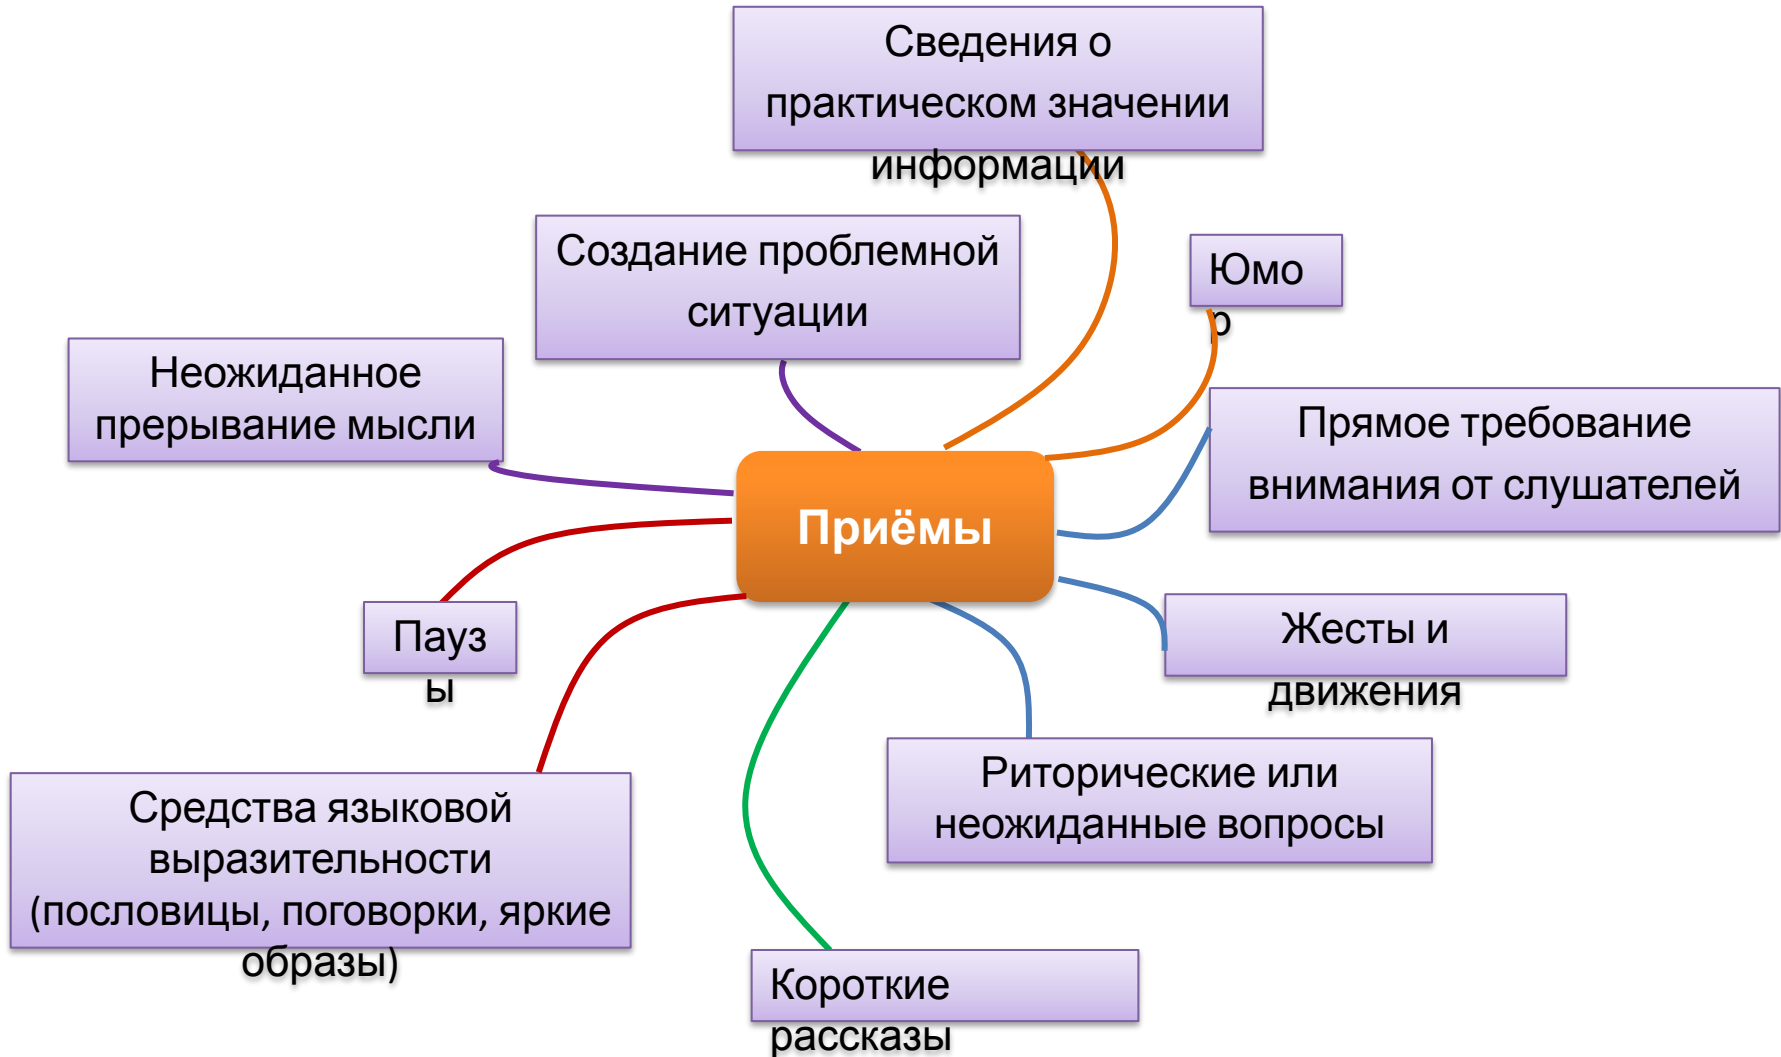 Сведения о
практическом значении
информации
Создание проблемной
ситуации
Юмо
р
Неожиданное
прерывание мысли
Прямое требование
внимания от слушателей
Приёмы
Пауз
ы
Жесты и
движения
Риторические или
неожиданные вопросы
Средства языковой
выразительности
(пословицы, поговорки, яркие
образы)
Короткие
рассказы